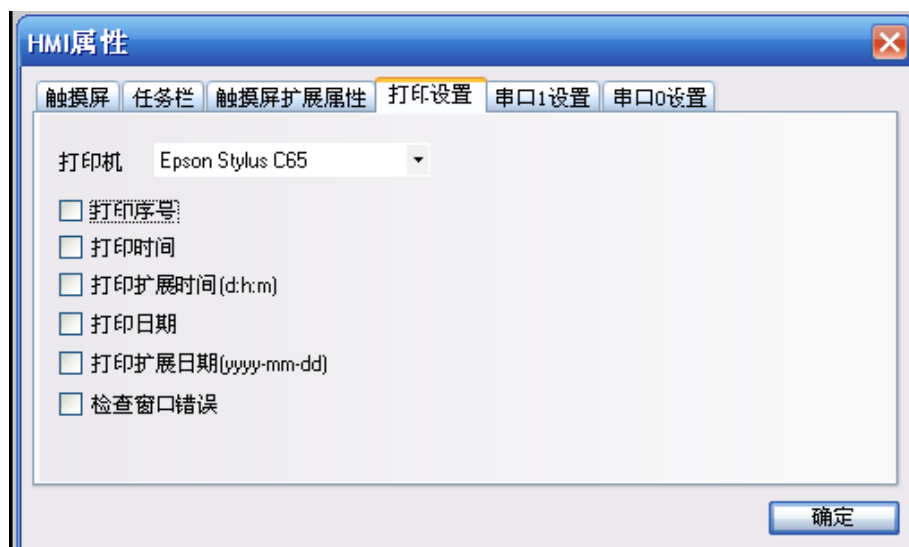 HMI属性
触摸屏 任务栏 触摸屏扩展属性 打印设置 串口1设置 串口0设置
打印机 Epson Stylus C65
打印序号
打印时间
打印扩展时间(d:h:m)
打印日期
打印扩展日期(yyyy-mm-dd)
检查窗口错误
确定